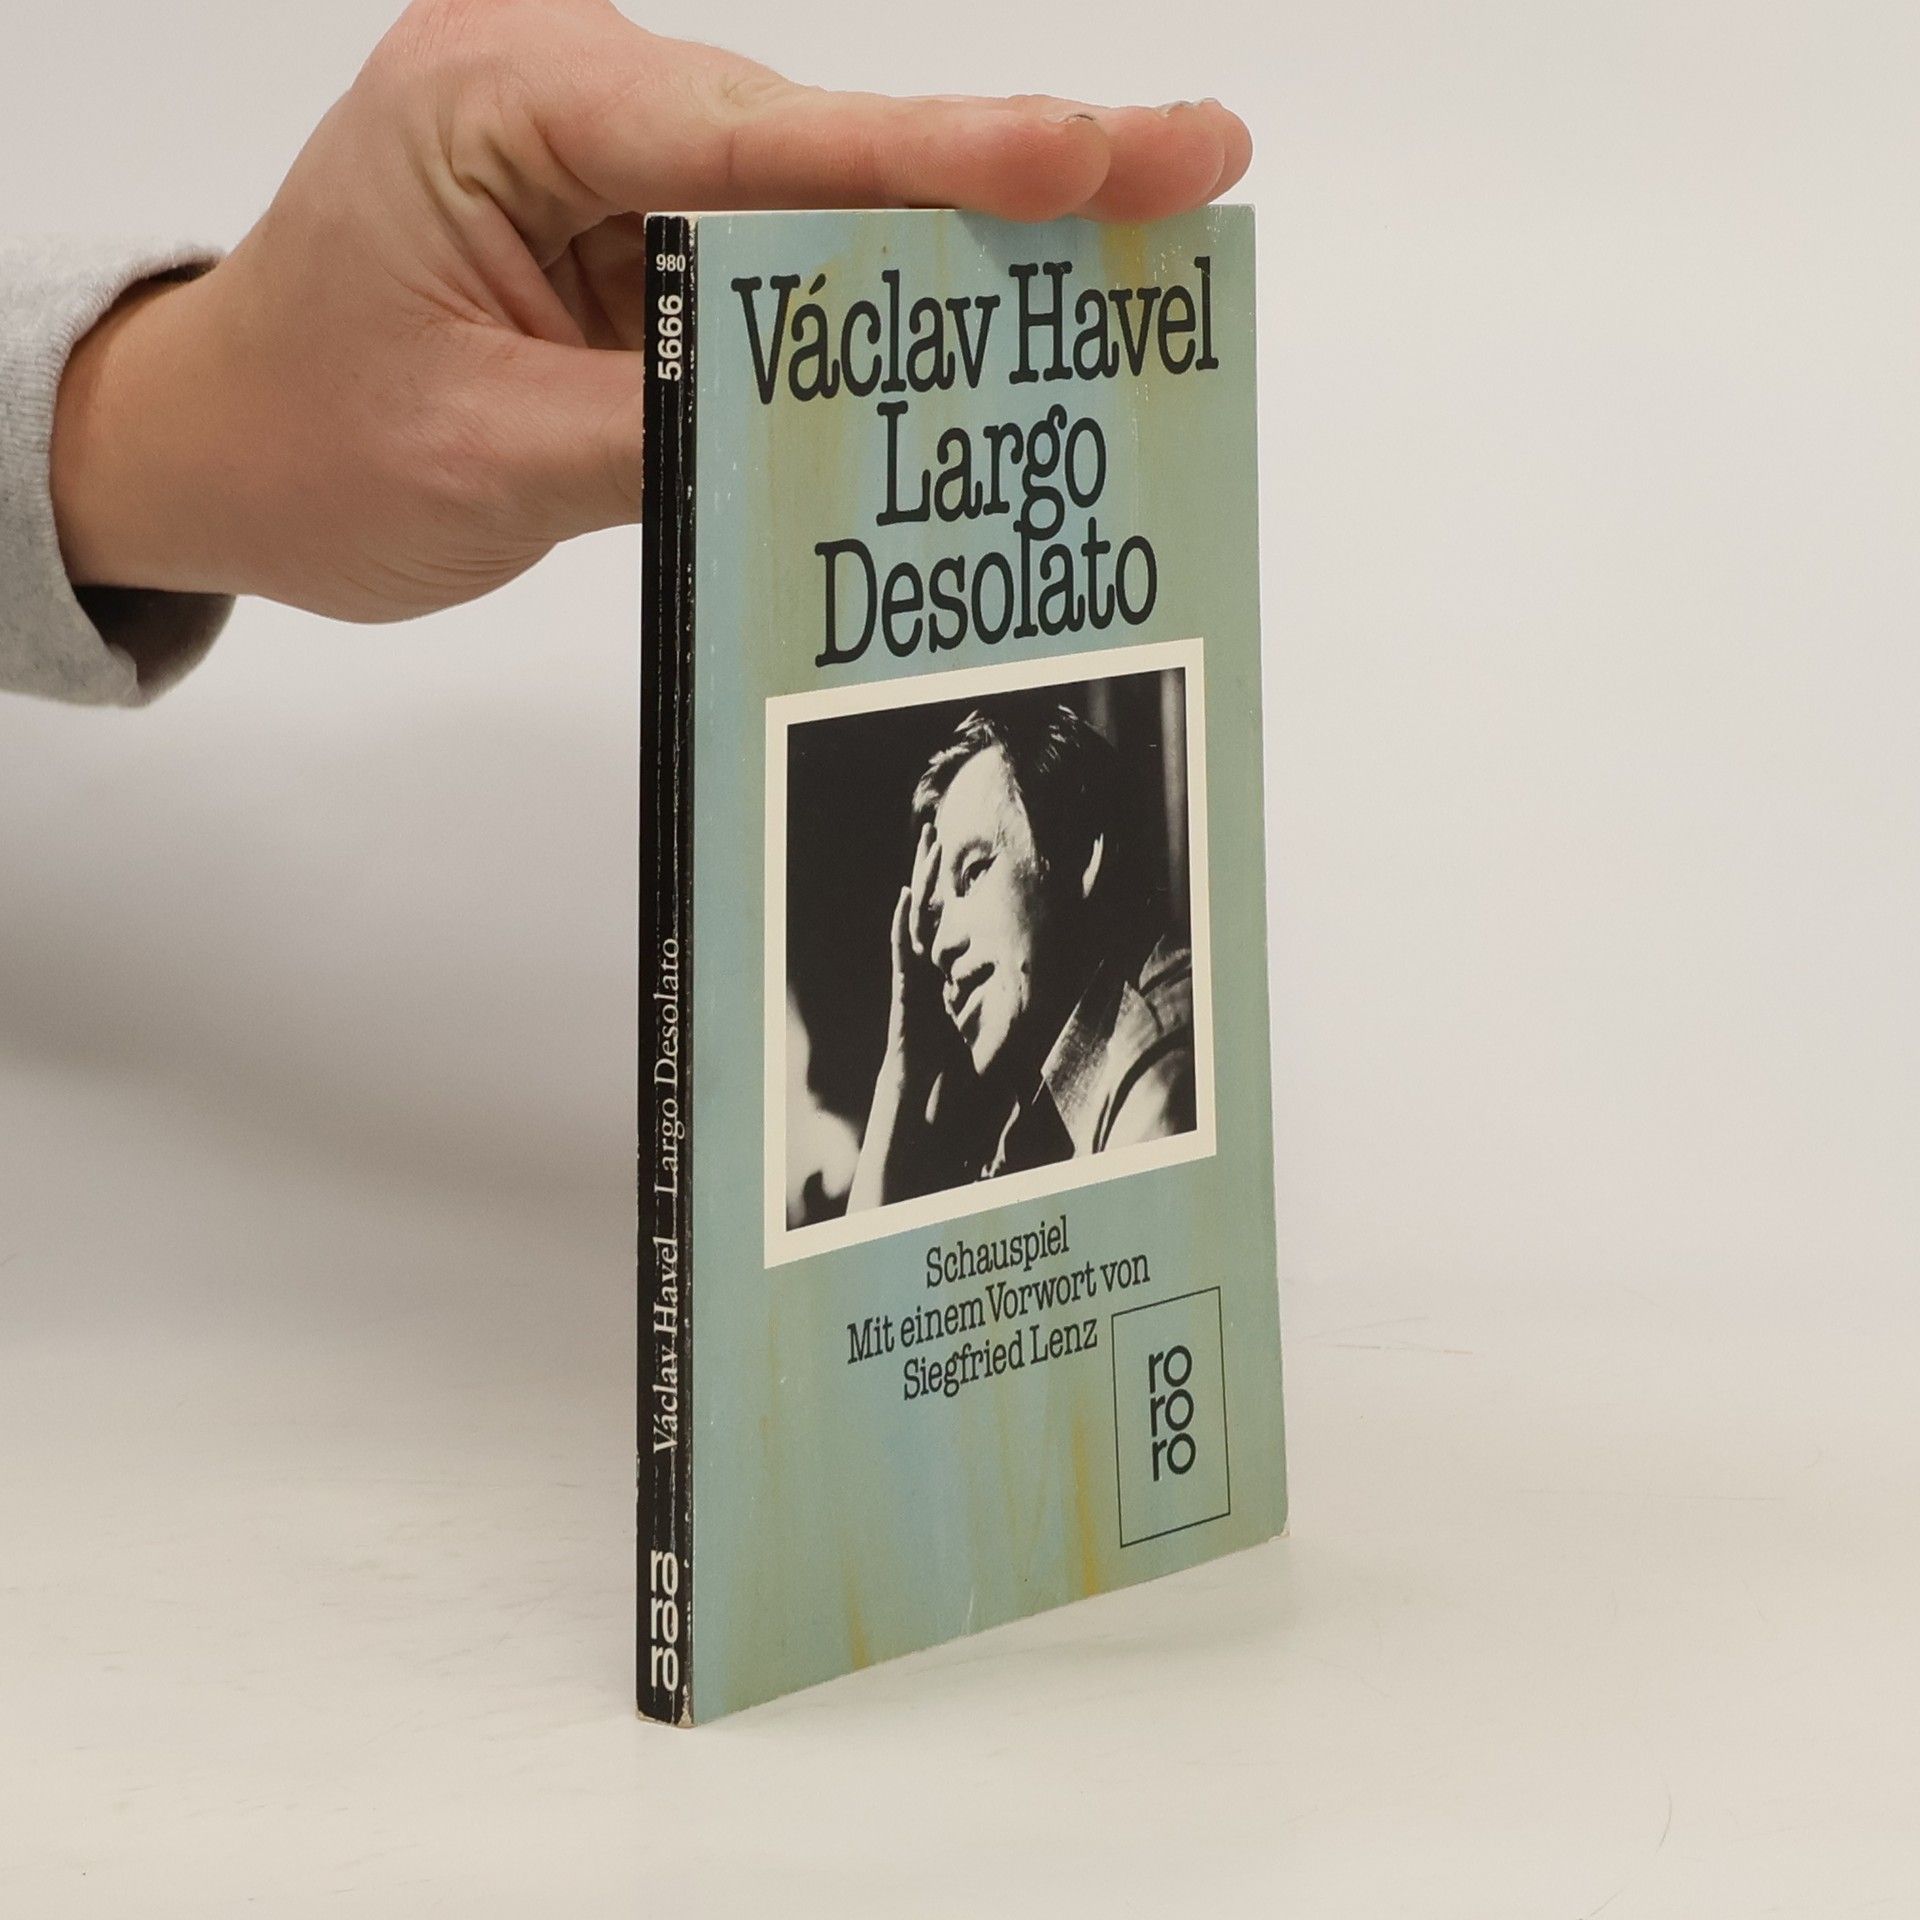 980
5666
Václav Havel Largo Desolato
ro
ro
ro
Václav Havel
Largo
Desolato
Schauspiel
Mit einem Vorwort von
Siegfried Lenz
ro
ro
ro